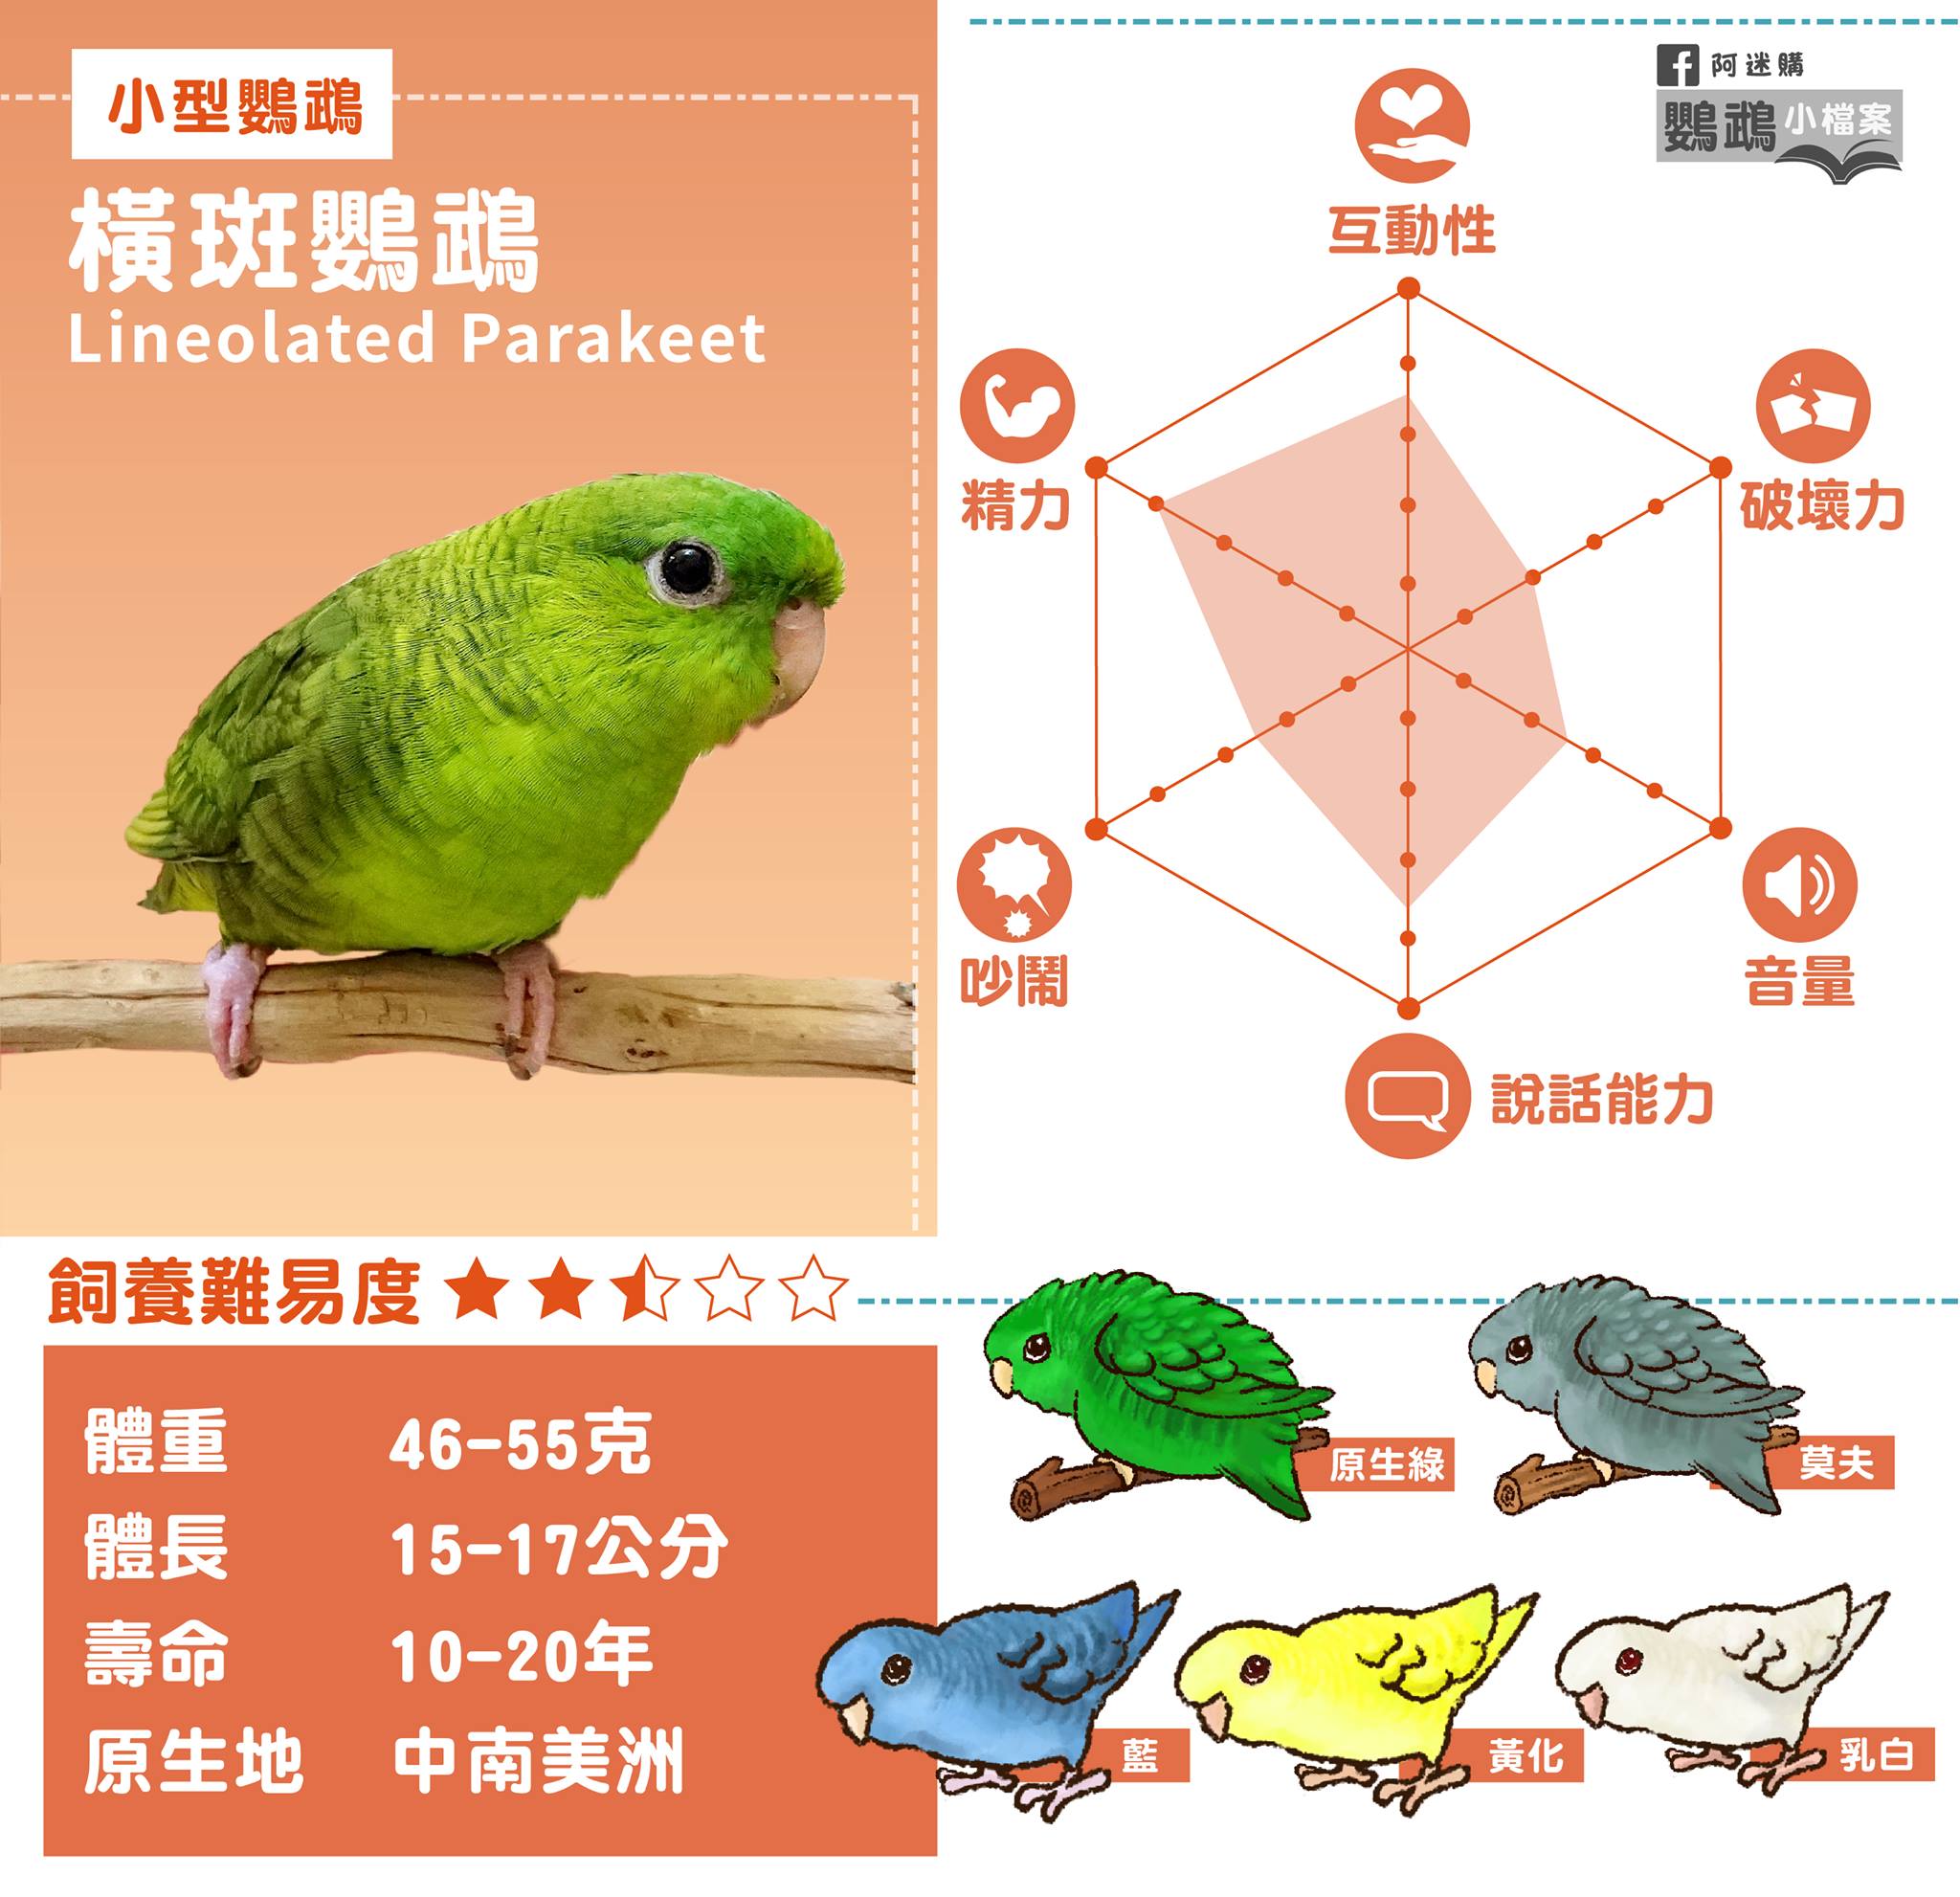 小型鸚鵡
橫斑鸚鵡
Lineolated Parakeet
阿迷購
鸚鵡小檔案
互動性
破壞力
音量
說話能力
吵鬧
精力
飼養難易度
體重 46-55克
體長 15-17公分
壽命 10-20年
原生地 中南美洲
原生綠
莫夫
藍
黃化
乳白